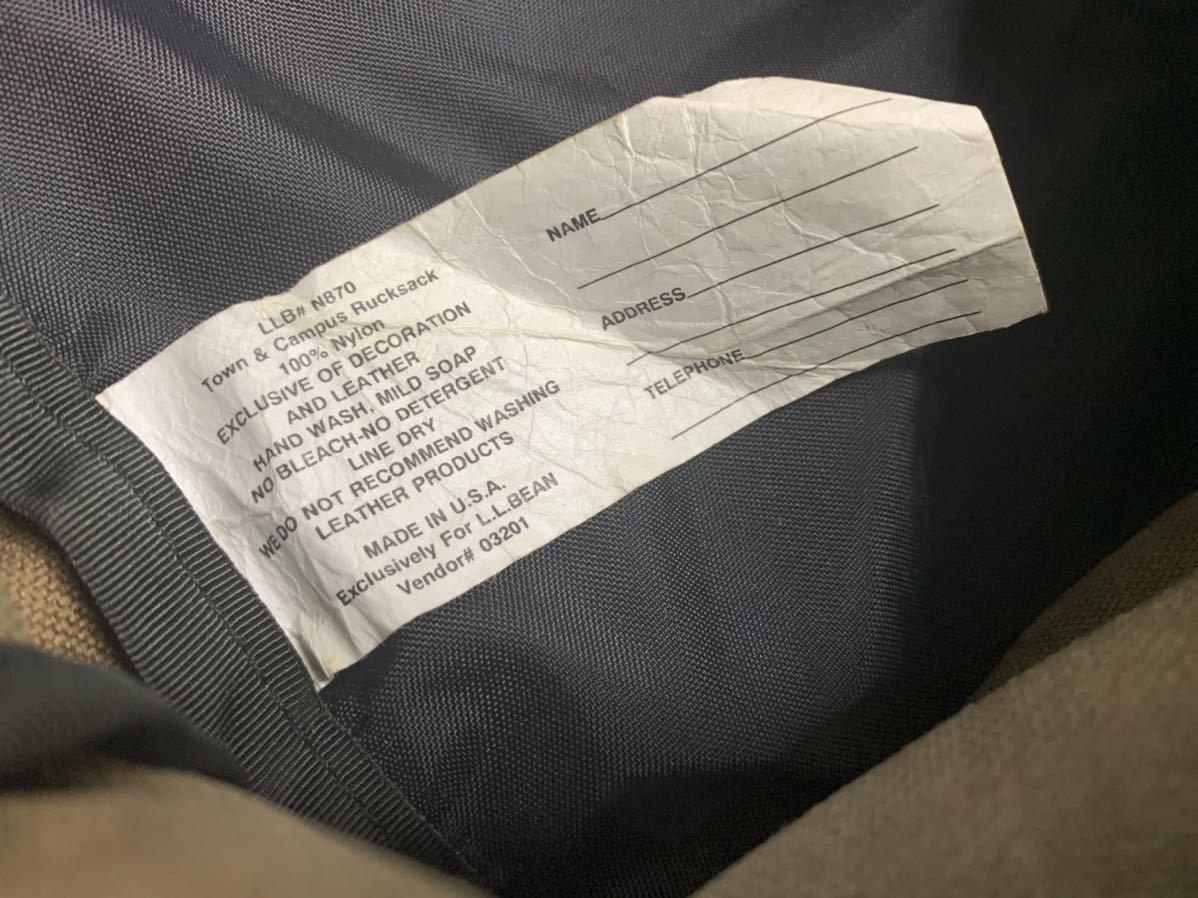 LLB# N870
Town & Campus Rucksack
100% Nylon
EXCLUSIVE OF DECORATION
AND LEATHER
HAND WASH, MILD SOAP
NO BLEACH-NO DETERGENT
LINE DRY
WE DO NOT RECOMMEND WASHING
LEATHER PRODUCTS
MADE IN U.S.A.
Exclusively For L.L.BEAN
Vendor# 03201
NAME
ADDRESS
TELEPHONE